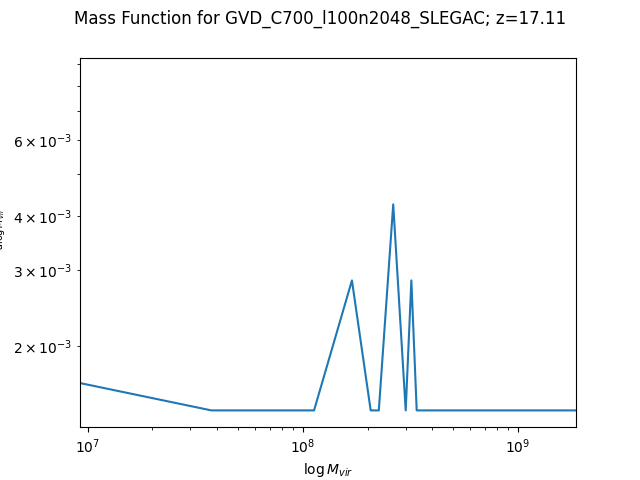 Mass Function for GVD_C700_l100n2048_SLEGAC; z=17.11
6 × 10⁻³
4 × 10⁻³
3 × 10⁻³
2 × 10⁻³
10⁷ 10⁸ 10⁹
log M_vir